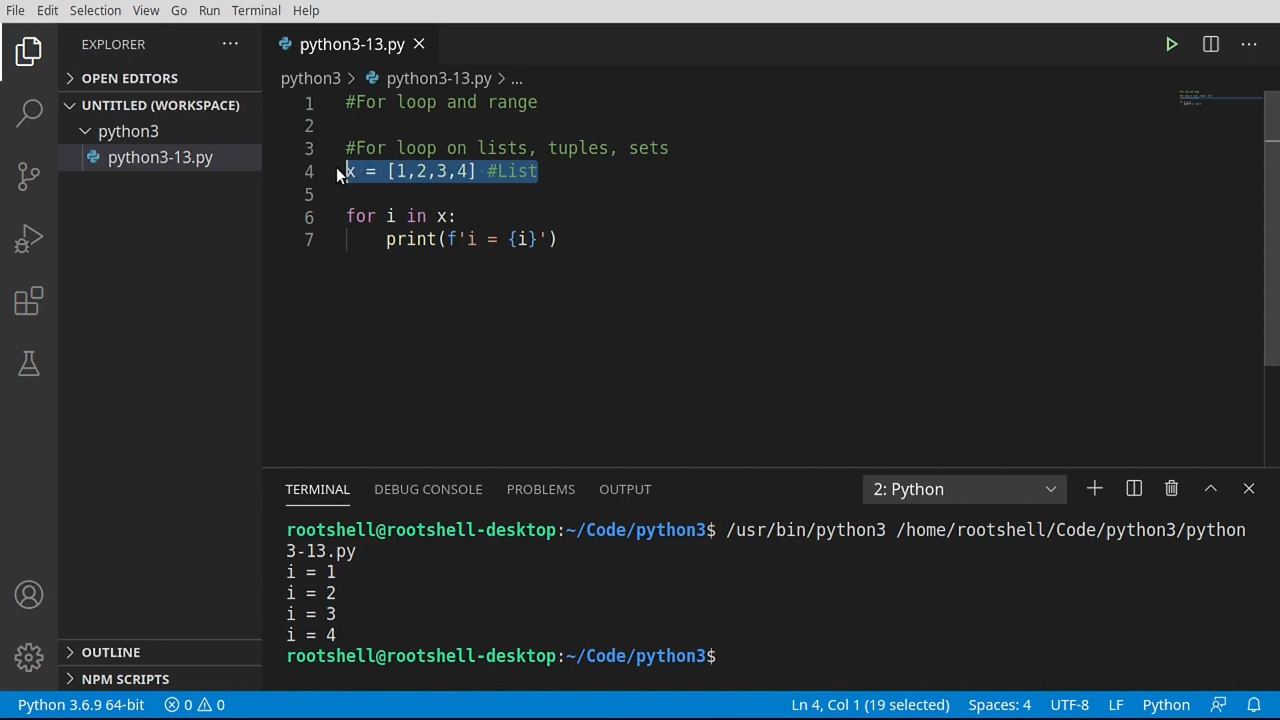 File Edit Selection View Go Run Terminal Help
EXPLORER ···
OPEN EDITORS
UNTITLED (WORKSPACE)
python3
python3-13.py
OUTLINE
NPM SCRIPTS
python3-13.py
python3 > python3-13.py > ...
1 #For loop and range
2
3 #For loop on lists, tuples, sets
4 x = [1,2,3,4] #List
5
6 for i in x:
7 print(f'i = {i}')
TERMINAL DEBUG CONSOLE PROBLEMS OUTPUT 2: Python
rootshell@rootshell-desktop:~/Code/python3$ /usr/bin/python3 /home/rootshell/Code/python3/python
3-13.py
i = 1
i = 2
i = 3
i = 4
rootshell@rootshell-desktop:~/Code/python3$
Python 3.6.9 64-bit 0 0 Ln 4, Col 1 (19 selected) Spaces: 4 UTF-8 LF Python